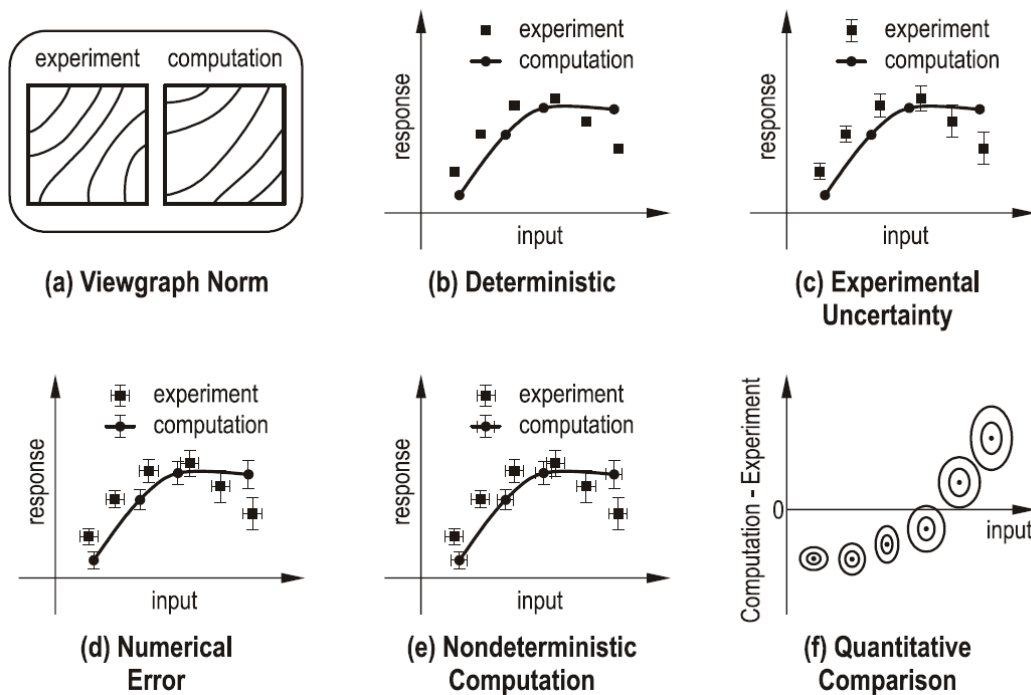 experiment computation
(a) Viewgraph Norm
experiment
computation
response
input
(b) Deterministic
experiment
computation
response
input
(c) Experimental
Uncertainty
experiment
computation
response
input
(d) Numerical
Error
experiment
computation
response
input
(e) Nondeterministic
Computation
Computation - Experiment
0
input
(f) Quantitative
Comparison